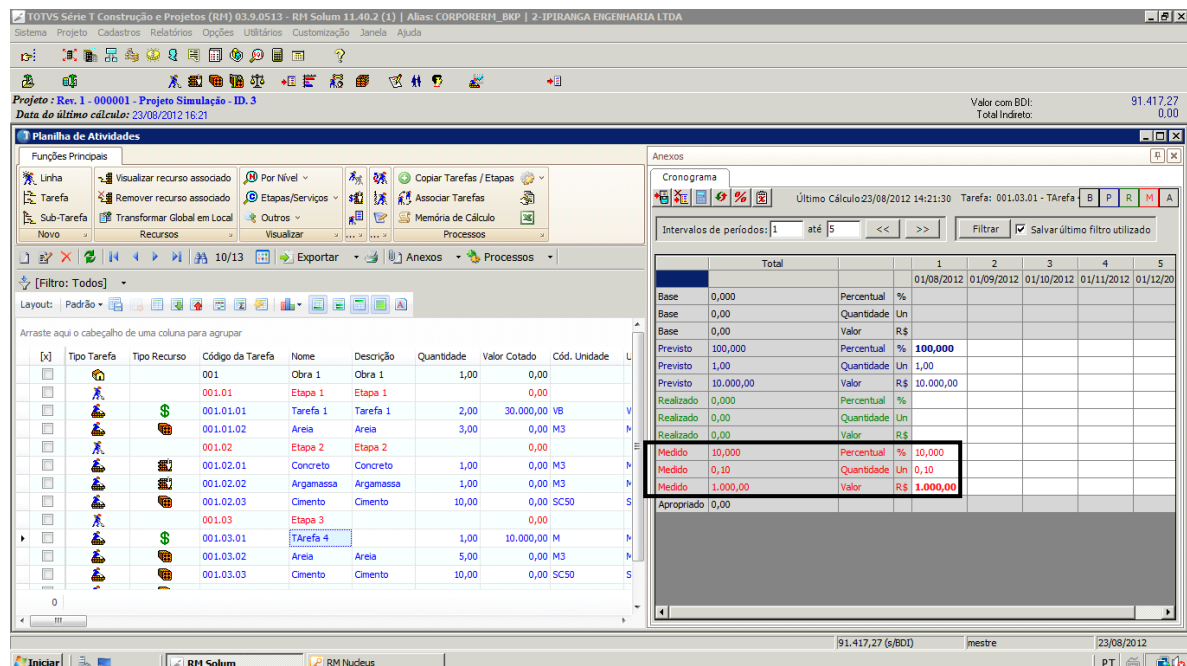 TOTVS Série T Construção e Projetos (RM) 03.9.0513 - RM Solum 11.40.2 (1) | Alias: CORPORERM_BKP | 2-IPIRANGA ENGENHARIA LTDA
Sistema Projeto Cadastros Relatórios Opções Utilitários Customização Janela Ajuda
Projeto : Rev. 1 - 000001 - Projeto Simulação - ID. 3
Valor com BDI: 91.417,27
Data do último cálculo: 23/08/2012 16:21
Total Indireto: 0,00
Planilha de Atividades
Funções Principais
Linha Visualizar recurso associado Por Nível Copiar Tarefas / Etapas
Tarefa Remover recurso associado Etapas/Serviços Associar Tarefas
Sub-Tarefa Transformar Global em Local Outros Memória de Cálculo
Novo Recursos Visualizar ... ... Processos
10/13 Exportar Anexos Processos
[Filtro: Todos]
Layout: Padrão
Arraste aqui o cabeçalho de uma coluna para agrupar
[x] Tipo Tarefa Tipo Recurso Código da Tarefa Nome Descrição Quantidade Valor Cotado Cód. Unidade
001 Obra 1 Obra 1 1,00 0,00
001.01 Etapa 1 Etapa 1 0,00
$ 001.01.01 Tarefa 1 Tarefa 1 2,00 30.000,00 VB
001.01.02 Areia Areia 3,00 0,00 M3
001.02 Etapa 2 Etapa 2 0,00
001.02.01 Concreto Concreto 1,00 0,00 M3
001.02.02 Argamassa Argamassa 1,00 0,00 M3
001.02.03 Cimento Cimento 10,00 0,00 SC50
001.03 Etapa 3 0,00
$ 001.03.01 TArefa 4 1,00 10.000,00 M
001.03.02 Areia Areia 5,00 0,00 M3
001.03.03 Cimento Cimento 10,00 0,00 SC50
0
Anexos
Cronograma
Último Cálculo:23/08/2012 14:21:30 Tarefa: 001.03.01 - TArefa B P R M A
Intervalos de períodos: 1 até 5 << >> Filtrar Salvar último filtro utilizado
Total 1 2 3 4 5
01/08/2012 01/09/2012 01/10/2012 01/11/2012 01/12/20
Base 0,000 Percentual %
Base 0,00 Quantidade Un
Base 0,00 Valor R$
Previsto 100,000 Percentual % 100,000
Previsto 1,00 Quantidade Un 1,00
Previsto 10.000,00 Valor R$ 10.000,00
Realizado 0,000 Percentual %
Realizado 0,00 Quantidade Un
Realizado 0,00 Valor R$
Medido 10,000 Percentual % 10,000
Medido 0,10 Quantidade Un 0,10
Medido 1.000,00 Valor R$ 1.000,00
Apropriado 0,00
91.417,27 (s/BDI) mestre 23/08/2012
Iniciar RM Solum RM Nucleus PT